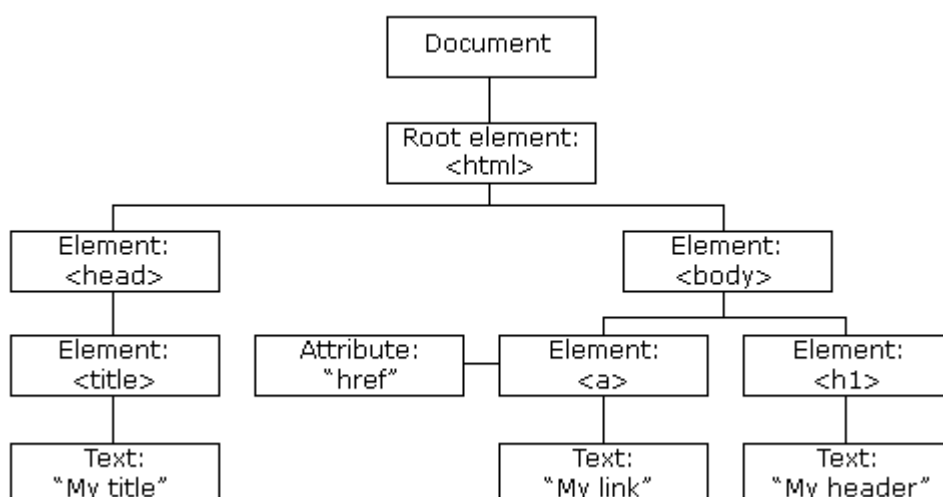 Document
Root element:
<html>
Element:
<head>
Element:
<body>
Element:
<title>
Attribute:
“href”
Element:
<a>
Element:
<h1>
Text:
“My title”
Text:
“My link”
Text:
“My header”